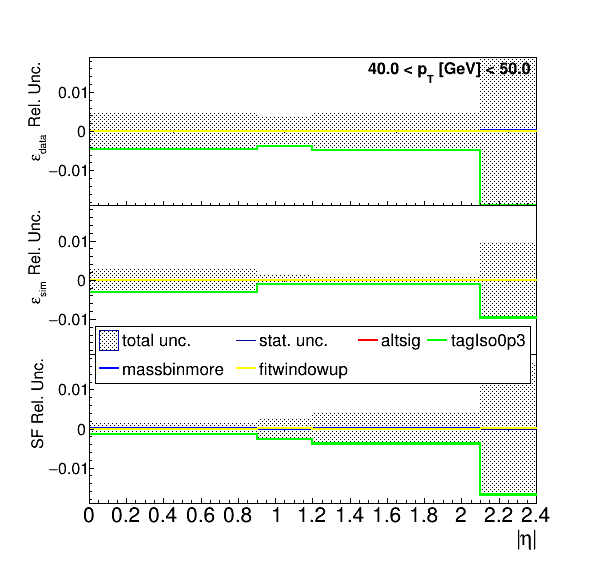 40.0 < p_T [GeV] < 50.0
ε_data Rel. Unc.
0.01
0
−0.01
ε_sim Rel. Unc.
0.01
0
−0.01
total unc. stat. unc. altsig tagIso0p3
massbinmore fitwindowup
SF Rel. Unc.
0.01
0
−0.01
0 0.2 0.4 0.6 0.8 1 1.2 1.4 1.6 1.8 2 2.2 2.4
|η|